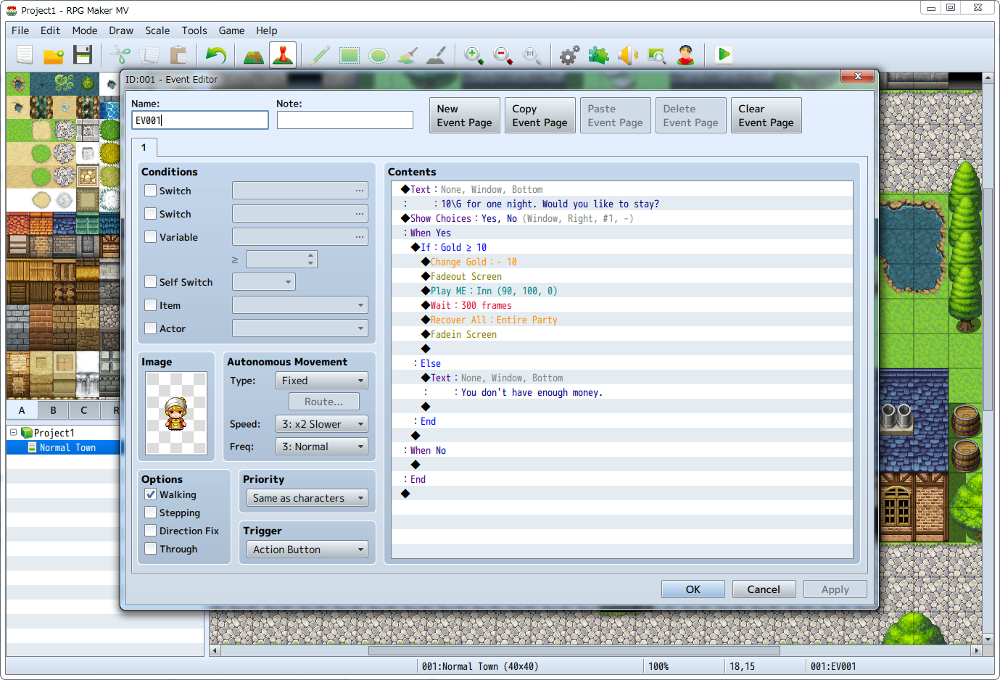 Project1 - RPG Maker MV
File Edit Mode Draw Scale Tools Game Help
1:1
ID:001 - Event Editor
Name:
EV001
Note:
New Event Page
Copy Event Page
Paste Event Page
Delete Event Page
Clear Event Page
1
Conditions
Switch ...
Switch ...
Variable ...
≥
Self Switch
Item
Actor
Image
Autonomous Movement
Type: Fixed
Route...
Speed: 3: x2 Slower
Freq: 3: Normal
Options
Walking
Stepping
Direction Fix
Through
Priority
Same as characters
Trigger
Action Button
Contents
◆Text : None, Window, Bottom
: : 10\G for one night. Would you like to stay?
◆Show Choices : Yes, No (Window, Right, #1, -)
: When Yes
◆If : Gold ≥ 10
◆Change Gold : - 10
◆Fadeout Screen
◆Play ME : Inn (90, 100, 0)
◆Wait : 300 frames
◆Recover All : Entire Party
◆Fadein Screen
◆
: Else
◆Text : None, Window, Bottom
: : You don't have enough money.
◆
: End
◆
: When No
◆
: End
◆
OK Cancel Apply
A B C R
Project1
Normal Town
001:Normal Town (40x40) 100% 18,15 001:EV001